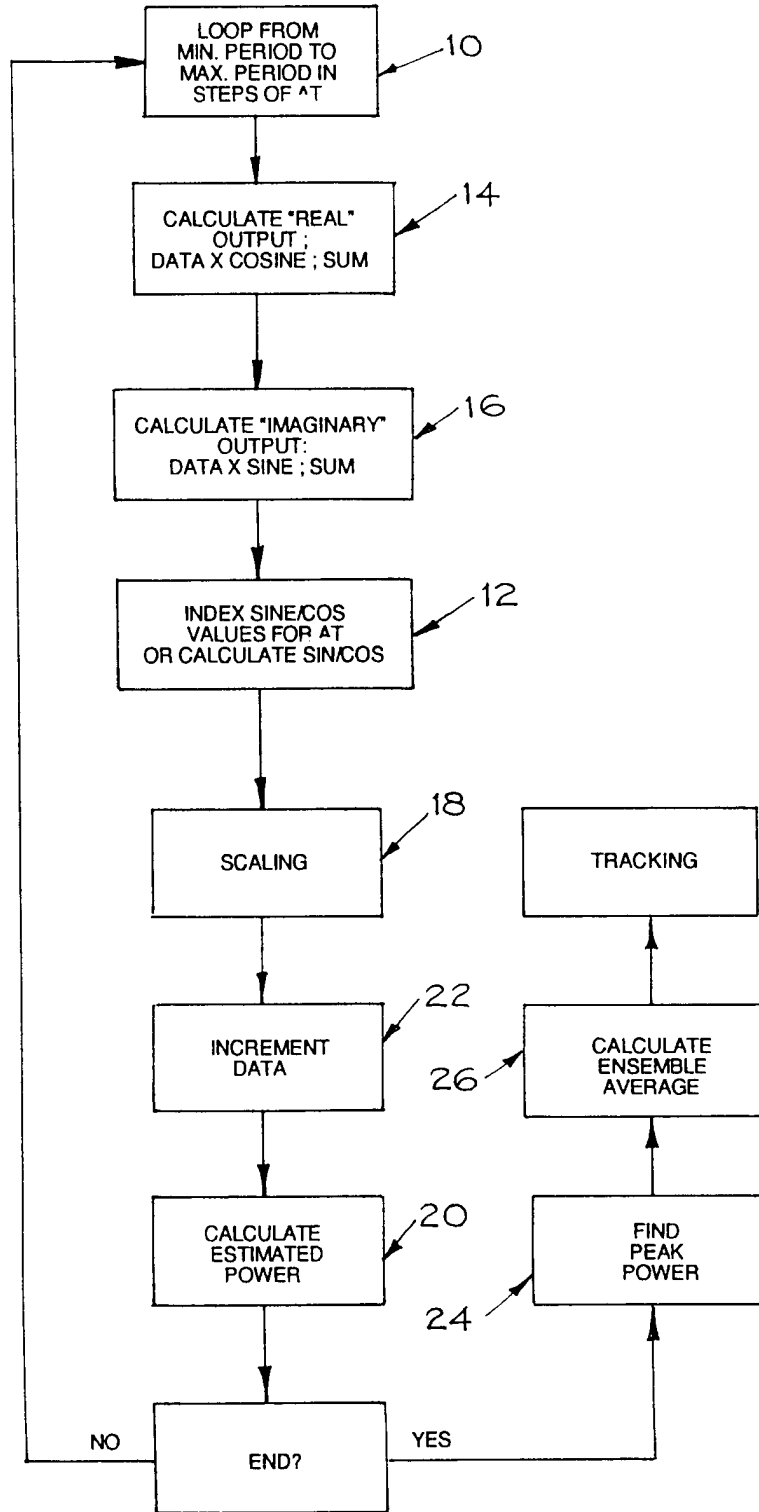 LOOP FROM
MIN. PERIOD TO
MAX. PERIOD IN
STEPS OF ^T
10
14
CALCULATE "REAL"
OUTPUT ;
DATA X COSINE ; SUM
16
CALCULATE "IMAGINARY"
OUTPUT:
DATA X SINE ; SUM
12
INDEX SINE/COS
VALUES FOR ^T
OR CALCULATE SIN/COS
18
SCALING
22
INCREMENT
DATA
20
CALCULATE
ESTIMATED
POWER
NO
END?
YES
24
FIND
PEAK
POWER
26
CALCULATE
ENSEMBLE
AVERAGE
TRACKING